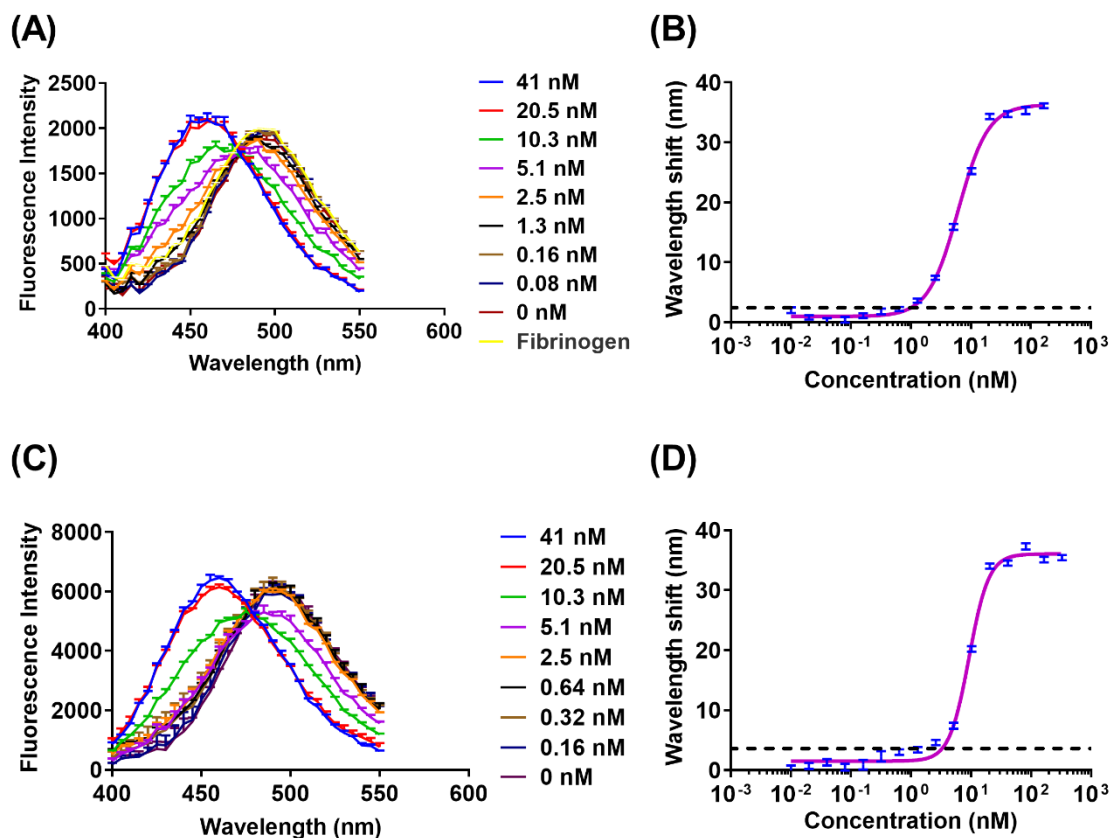 (A)
Fluorescence Intensity
2500
2000
1500
1000
500
0
400 450 500 550 600
Wavelength (nm)
41 nM
20.5 nM
10.3 nM
5.1 nM
2.5 nM
1.3 nM
0.16 nM
0.08 nM
0 nM
Fibrinogen
(B)
Wavelength shift (nm)
40
30
20
10
0
10⁻³ 10⁻² 10⁻¹ 10⁰ 10¹ 10² 10³
Concentration (nM)
(C)
Fluorescence Intensity
8000
6000
4000
2000
0
400 450 500 550 600
Wavelength (nm)
41 nM
20.5 nM
10.3 nM
5.1 nM
2.5 nM
0.64 nM
0.32 nM
0.16 nM
0 nM
(D)
Wavelength shift (nm)
40
30
20
10
0
10⁻³ 10⁻² 10⁻¹ 10⁰ 10¹ 10² 10³
Concentration (nM)